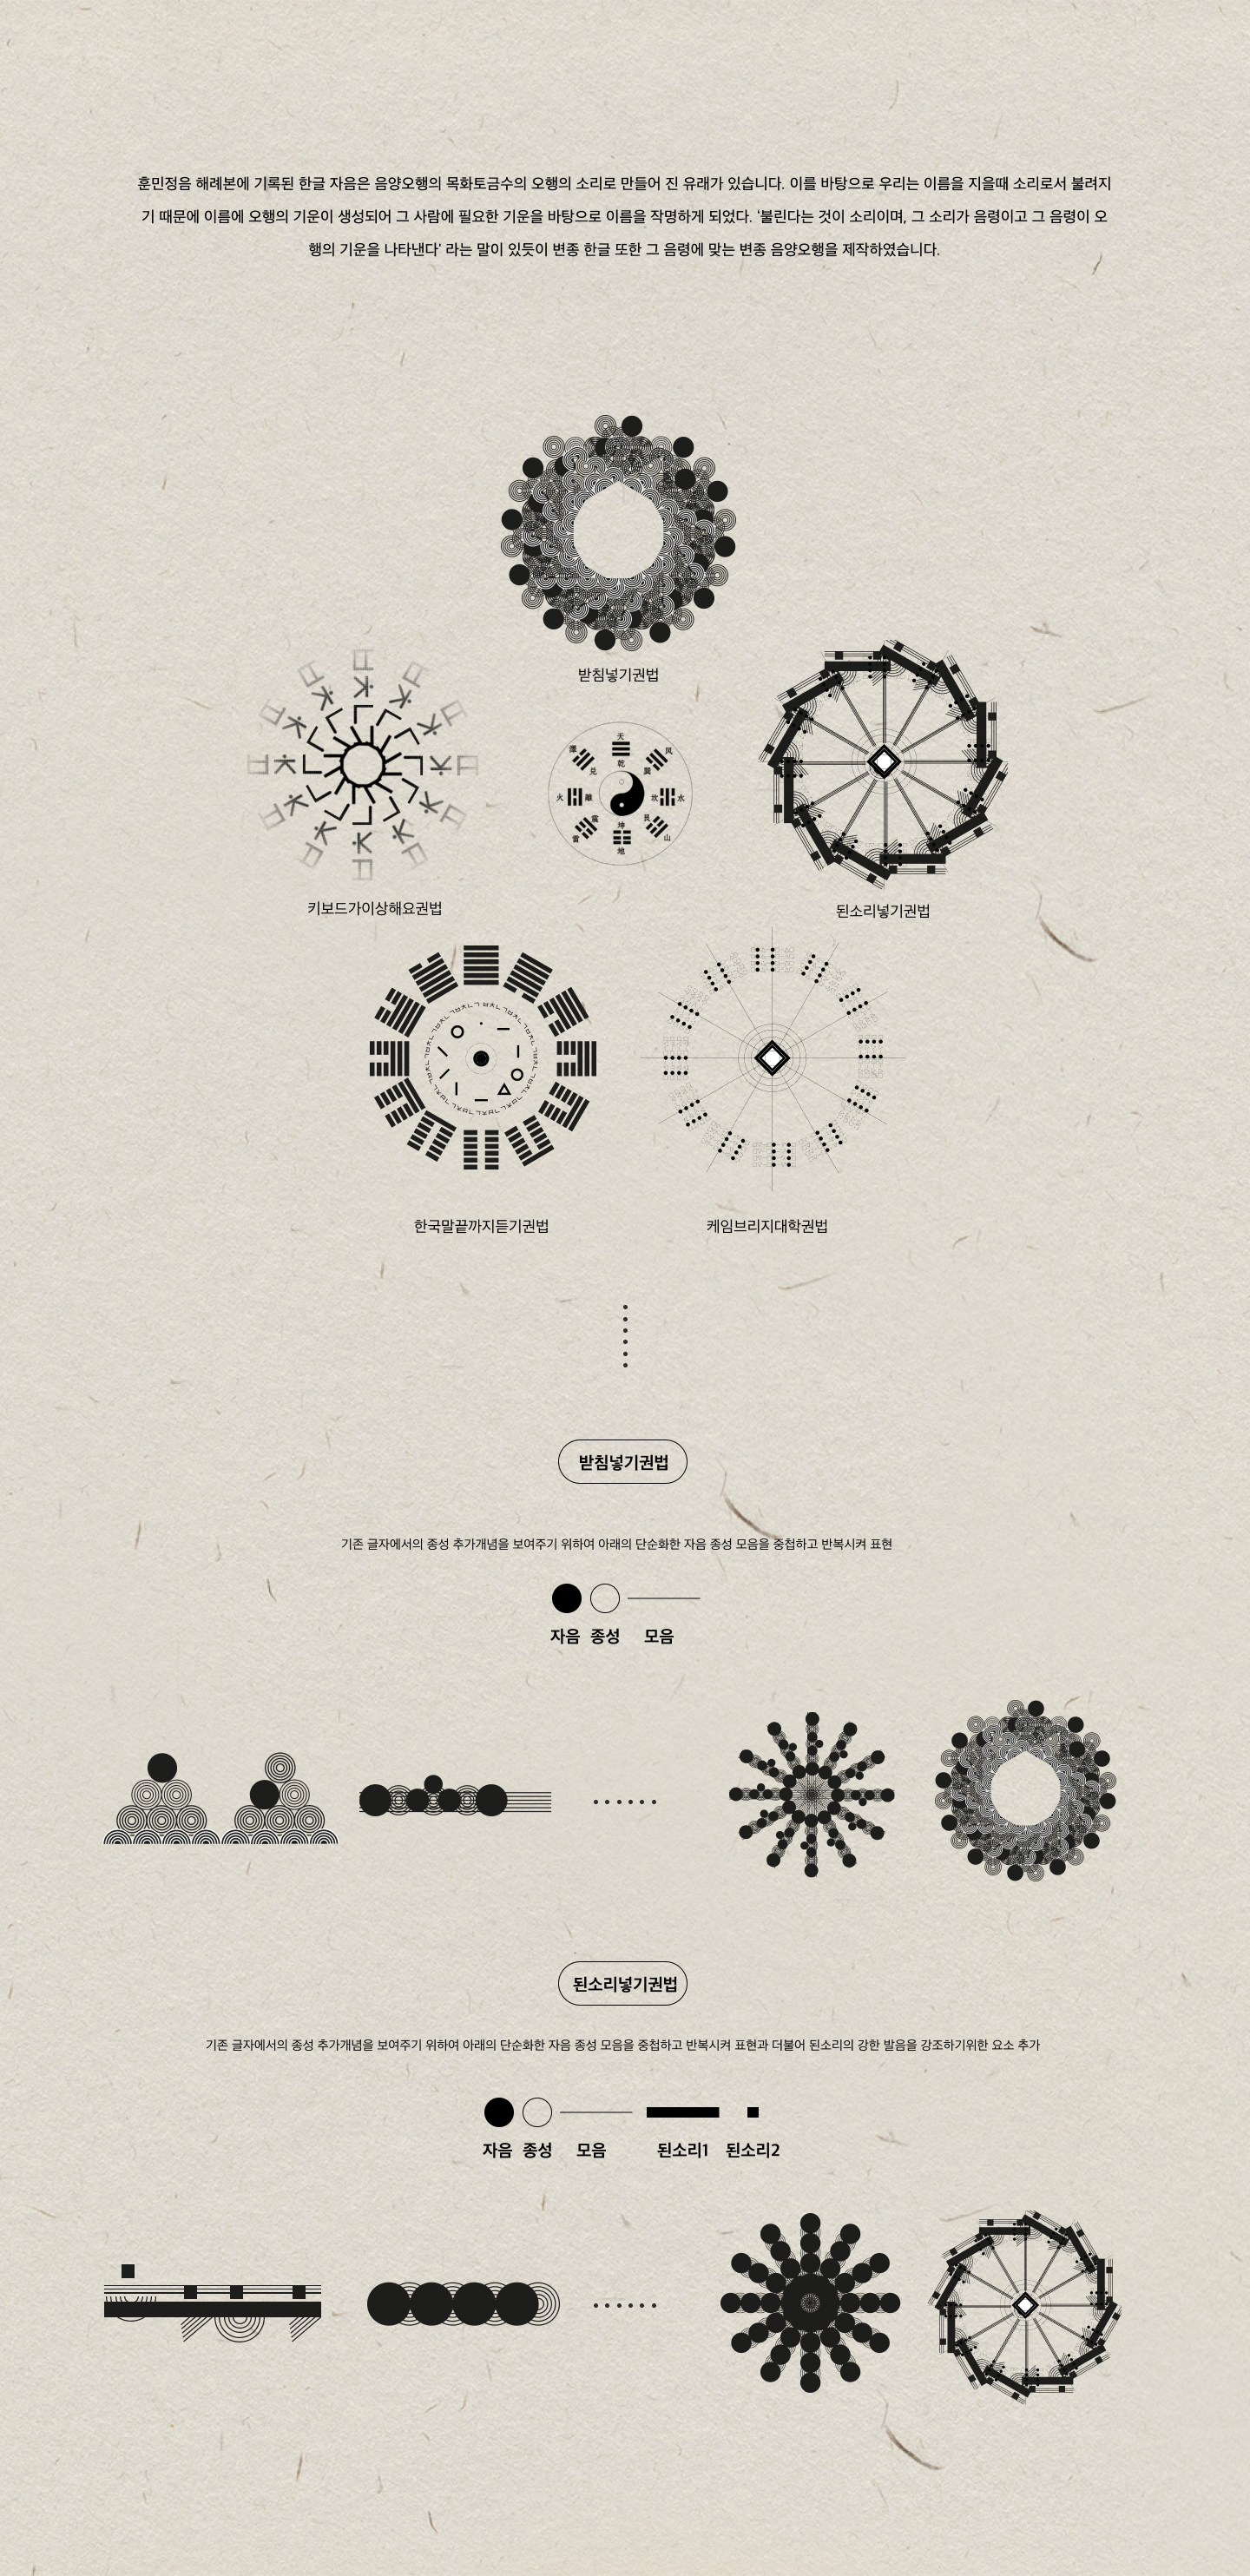 훈민정음 해례본에 기록된 한글 자음은 음양오행의 목화토금수의 오행의 소리로 만들어 진 유래가 있습니다. 이를 바탕으로 우리는 이름을 지을때 소리로서 불려지
기 때문에 이름에 오행의 기운이 생성되어 그 사람에 필요한 기운을 바탕으로 이름을 작명하게 되었다. '불린다는 것이 소리이며, 그 소리가 음령이고 그 음령이 오
행의 기운을 나타낸다' 라는 말이 있듯이 변종 한글 또한 그 음령에 맞는 변종 음양오행을 제작하였습니다.
받침넣기권법
天
乾
风
巽
兌
火
離
坎
水
震
坤
艮
山
地
키보드가이상해요권법
된소리넣기권법
한국말끝까지듣기권법
케임브리지대학권법
받침넣기권법
기존 글자에서의 종성 추가개념을 보여주기 위하여 아래의 단순화한 자음 종성 모음을 중첩하고 반복시켜 표현
자음 종성 모음
된소리넣기권법
기존 글자에서의 종성 추가개념을 보여주기 위하여 아래의 단순화한 자음 종성 모음을 중첩하고 반복시켜 표현과 더불어 된소리의 강한 발음을 강조하기위한 요소 추가
자음 종성 모음 된소리1 된소리2